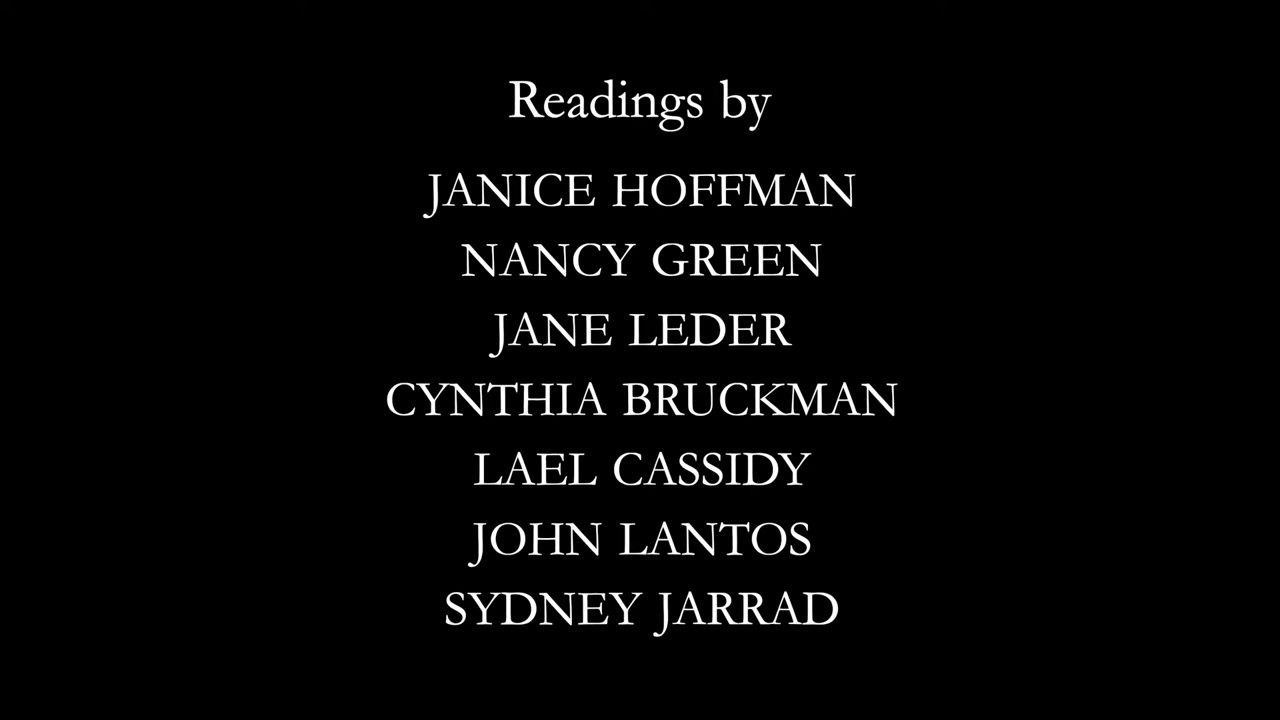 Readings by
JANICE HOFFMAN
NANCY GREEN
JANE LEDER
CYNTHIA BRUCKMAN
LAEL CASSIDY
JOHN LANTOS
SYDNEY JARRAD